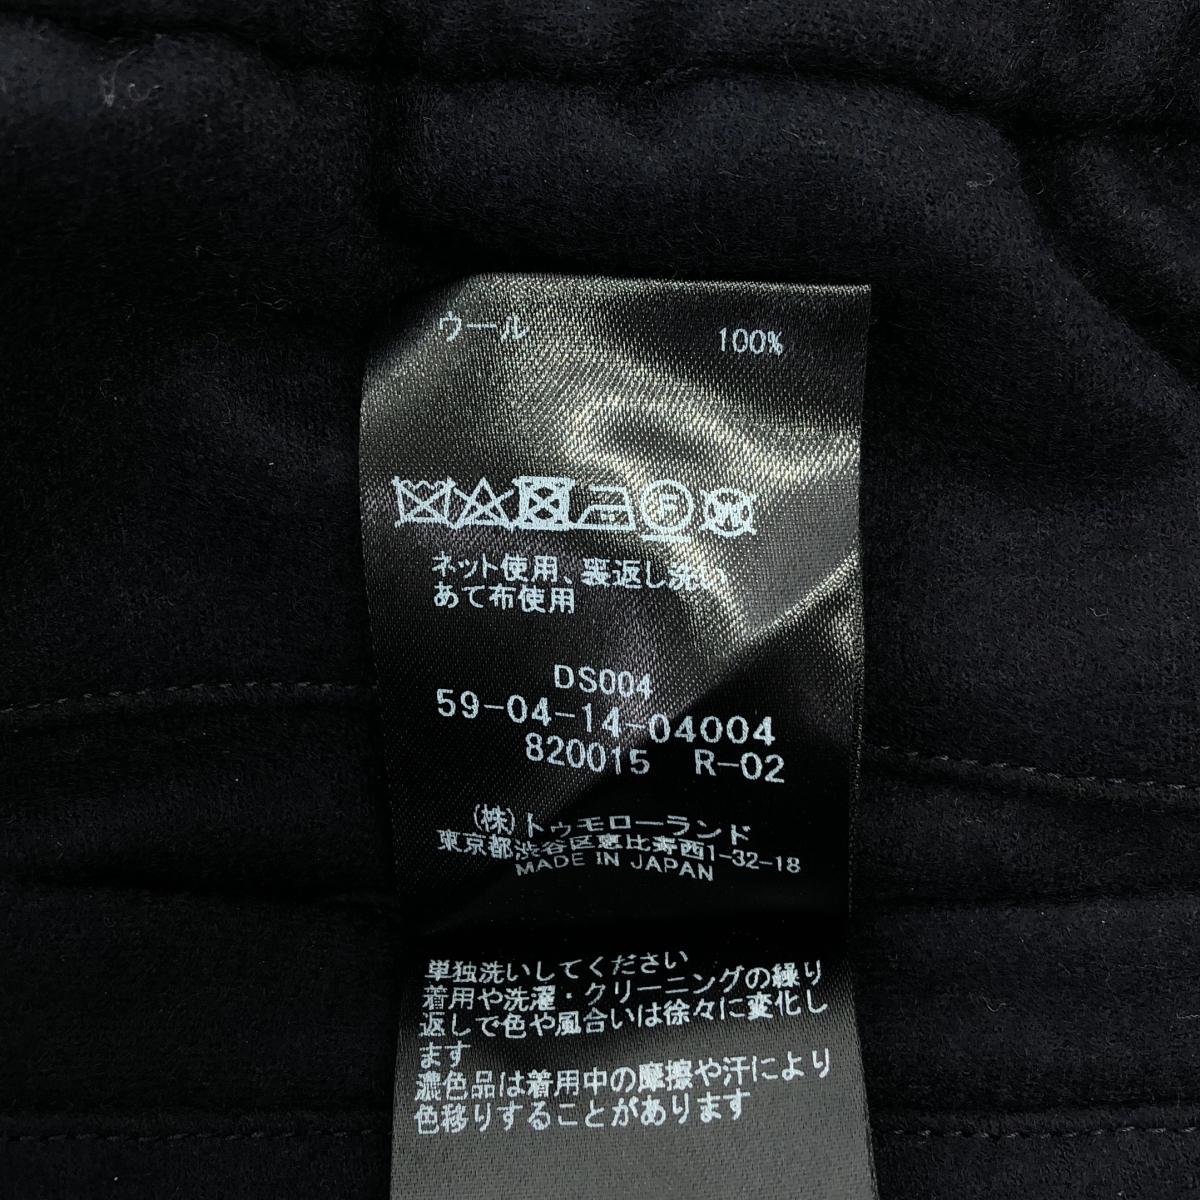 ウール 100%
ネット使用、裏返し洗い
あて布使用
DS004
59-04-14-04004
820015 R-02
(株)トゥモローランド
東京都渋谷区恵比寿西1-32-18
MADE IN JAPAN
単独洗いしてください
着用や洗濯・クリーニングの繰り
返しで色や風合いは徐々に変化し
ます
濃色品は着用中の摩擦や汗により
色移りすることがあります